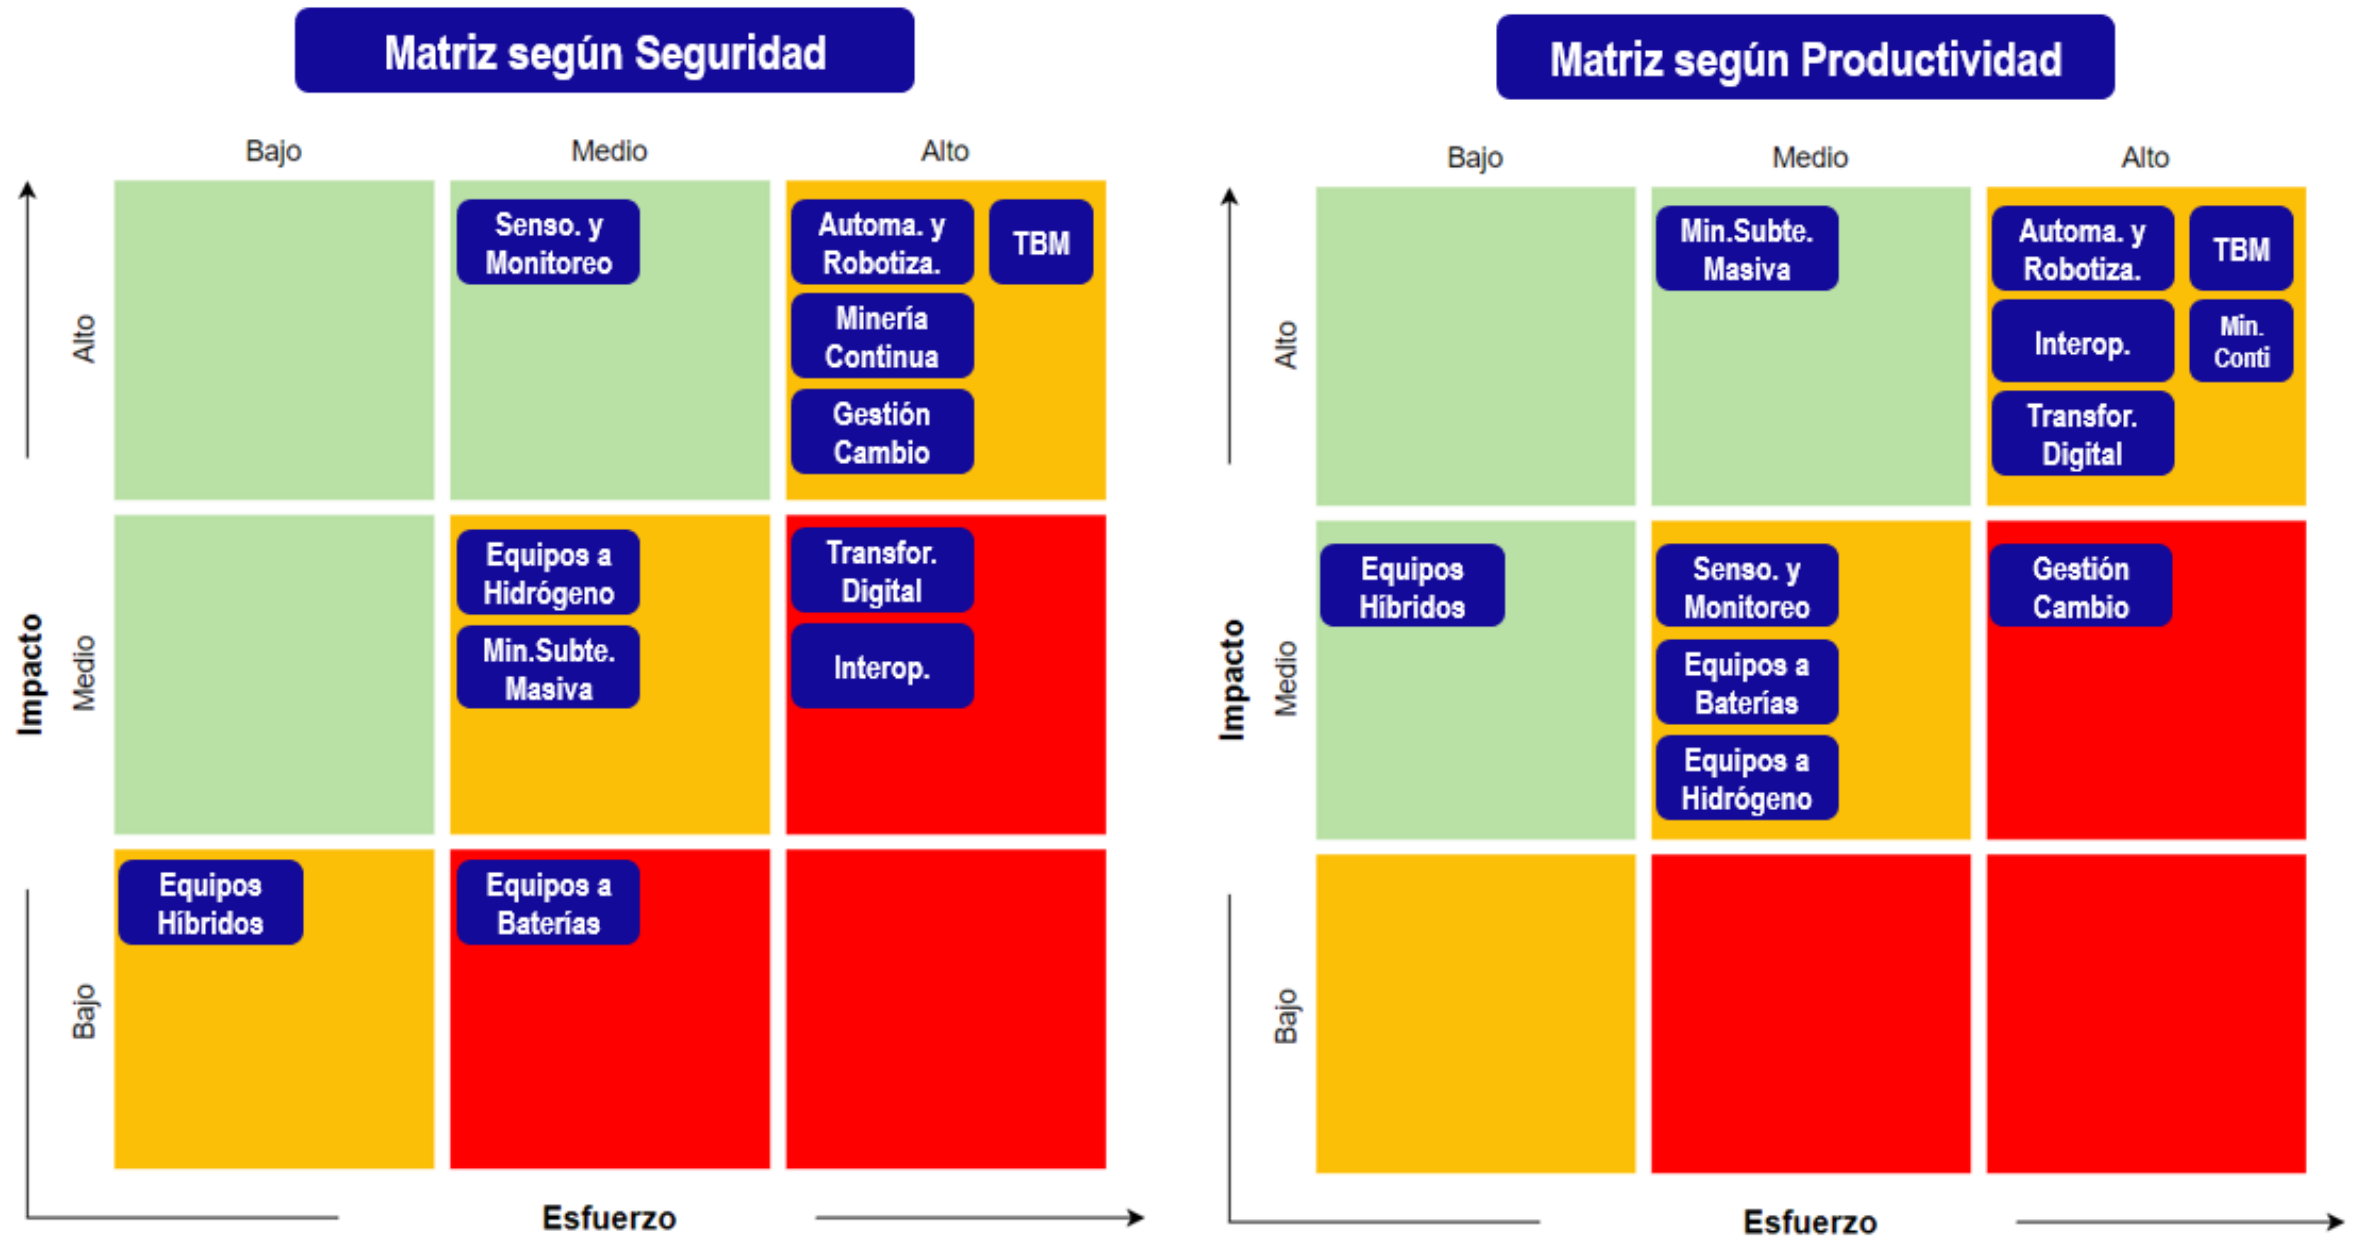 Matriz según Seguridad
Bajo
Medio
Alto
Alto
Senso. y
Monitoreo
Automa. y
Robotiza.
TBM
Minería
Continua
Gestión
Cambio
Impacto
Medio
Equipos a
Hidrógeno
Min.Subte.
Masiva
Transfor.
Digital
Interop.
Bajo
Equipos
Híbridos
Equipos a
Baterías
Esfuerzo
Matriz según Productividad
Bajo
Medio
Alto
Alto
Min.Subte.
Masiva
Automa. y
Robotiza.
TBM
Interop.
Min.
Conti
Transfor.
Digital
Impacto
Medio
Equipos
Híbridos
Senso. y
Monitoreo
Equipos a
Baterías
Equipos a
Hidrógeno
Gestión
Cambio
Bajo
Esfuerzo